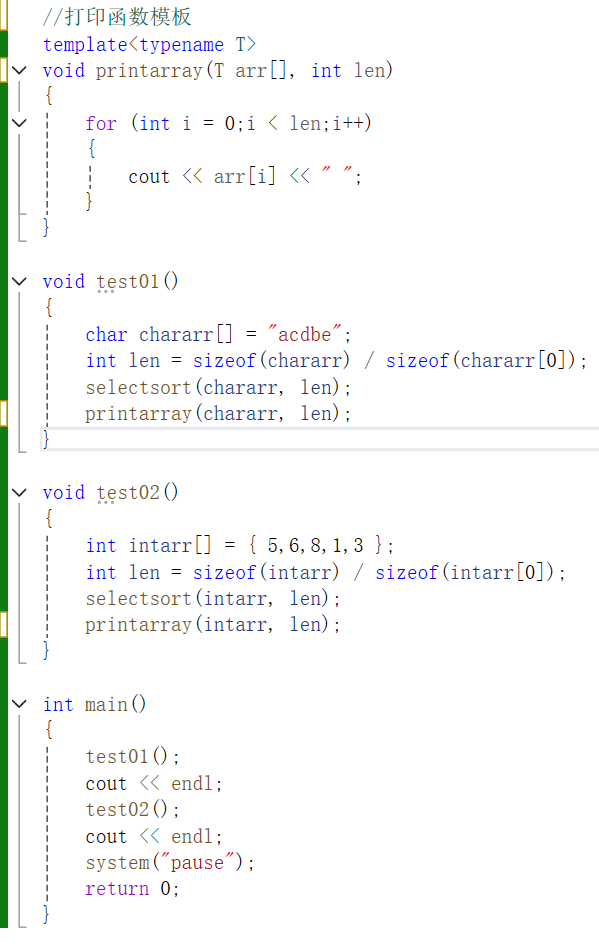 //打印函数模板
template<typename T>
void printarray(T arr[], int len)
{
for (int i = 0;i < len;i++)
{
cout << arr[i] << " ";
}
}
void test01()
{
char chararr[] = "acdbe";
int len = sizeof(chararr) / sizeof(chararr[0]);
selectsort(chararr, len);
printarray(chararr, len);
}
void test02()
{
int intarr[] = { 5,6,8,1,3 };
int len = sizeof(intarr) / sizeof(intarr[0]);
selectsort(intarr, len);
printarray(intarr, len);
}
int main()
{
test01();
cout << endl;
test02();
cout << endl;
system("pause");
return 0;
}